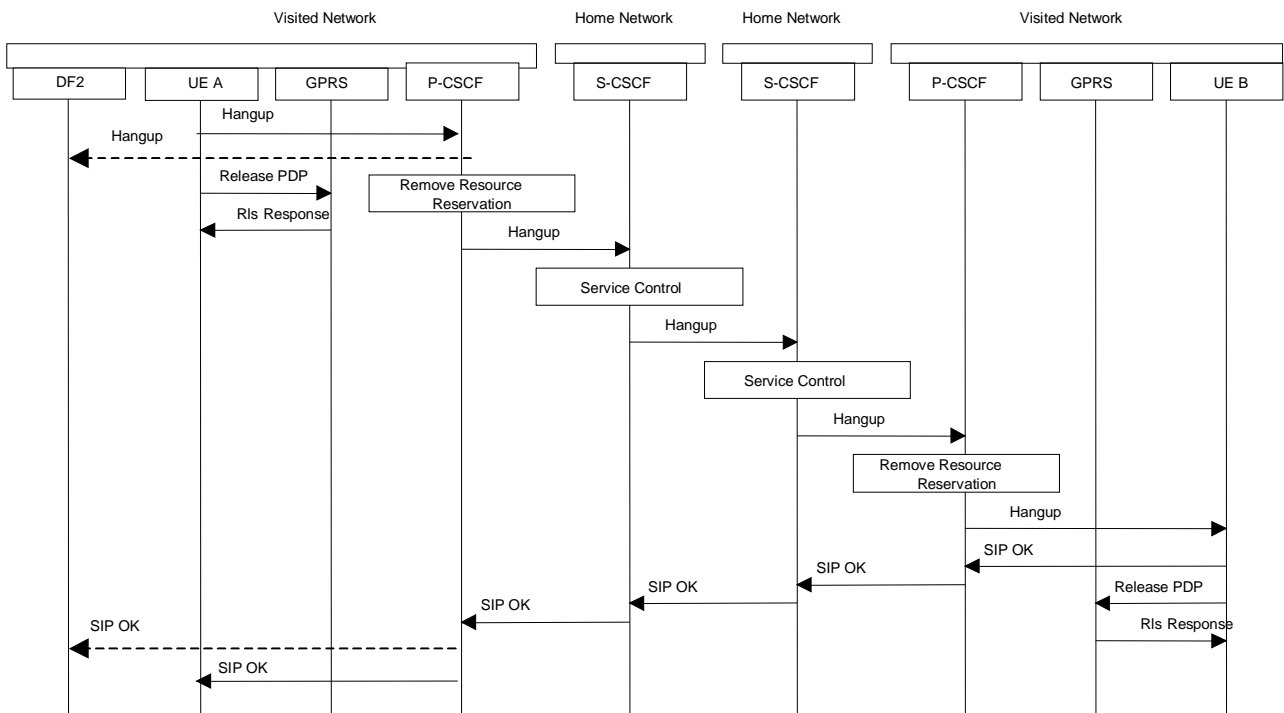 Visited Network
Home Network
Home Network
Visited Network
DF2
UE A
GPRS
P-CSCF
S-CSCF
S-CSCF
P-CSCF
GPRS
UE B
Hangup
Hangup
Release PDP
Remove Resource
Reservation
Rls Response
Hangup
Service Control
Hangup
Service Control
Hangup
Remove Resource
Reservation
Hangup
SIP OK
SIP OK
SIP OK
Release PDP
SIP OK
SIP OK
Rls Response
SIP OK